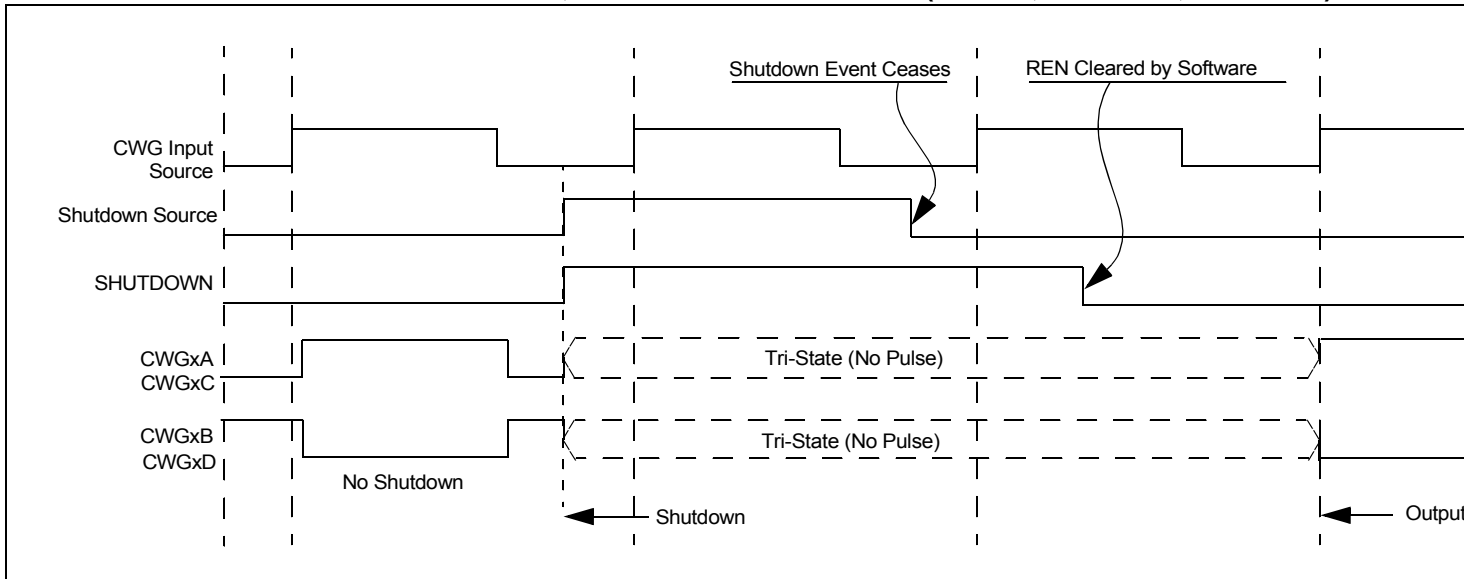 Shutdown Event Ceases
REN Cleared by Software
CWG Input
Source
Shutdown Source
SHUTDOWN
CWGxA
CWGxC
Tri-State (No Pulse)
CWGxB
CWGxD
Tri-State (No Pulse)
No Shutdown
Shutdown
Output